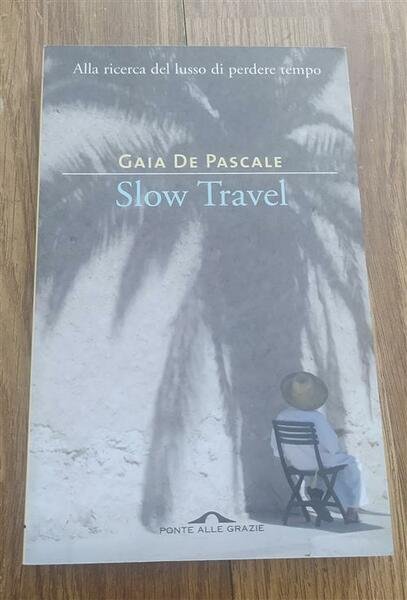 Alla ricerca del lusso di perdere tempo
GAIA DE PASCALE
Slow Travel
PONTE ALLE GRAZIE